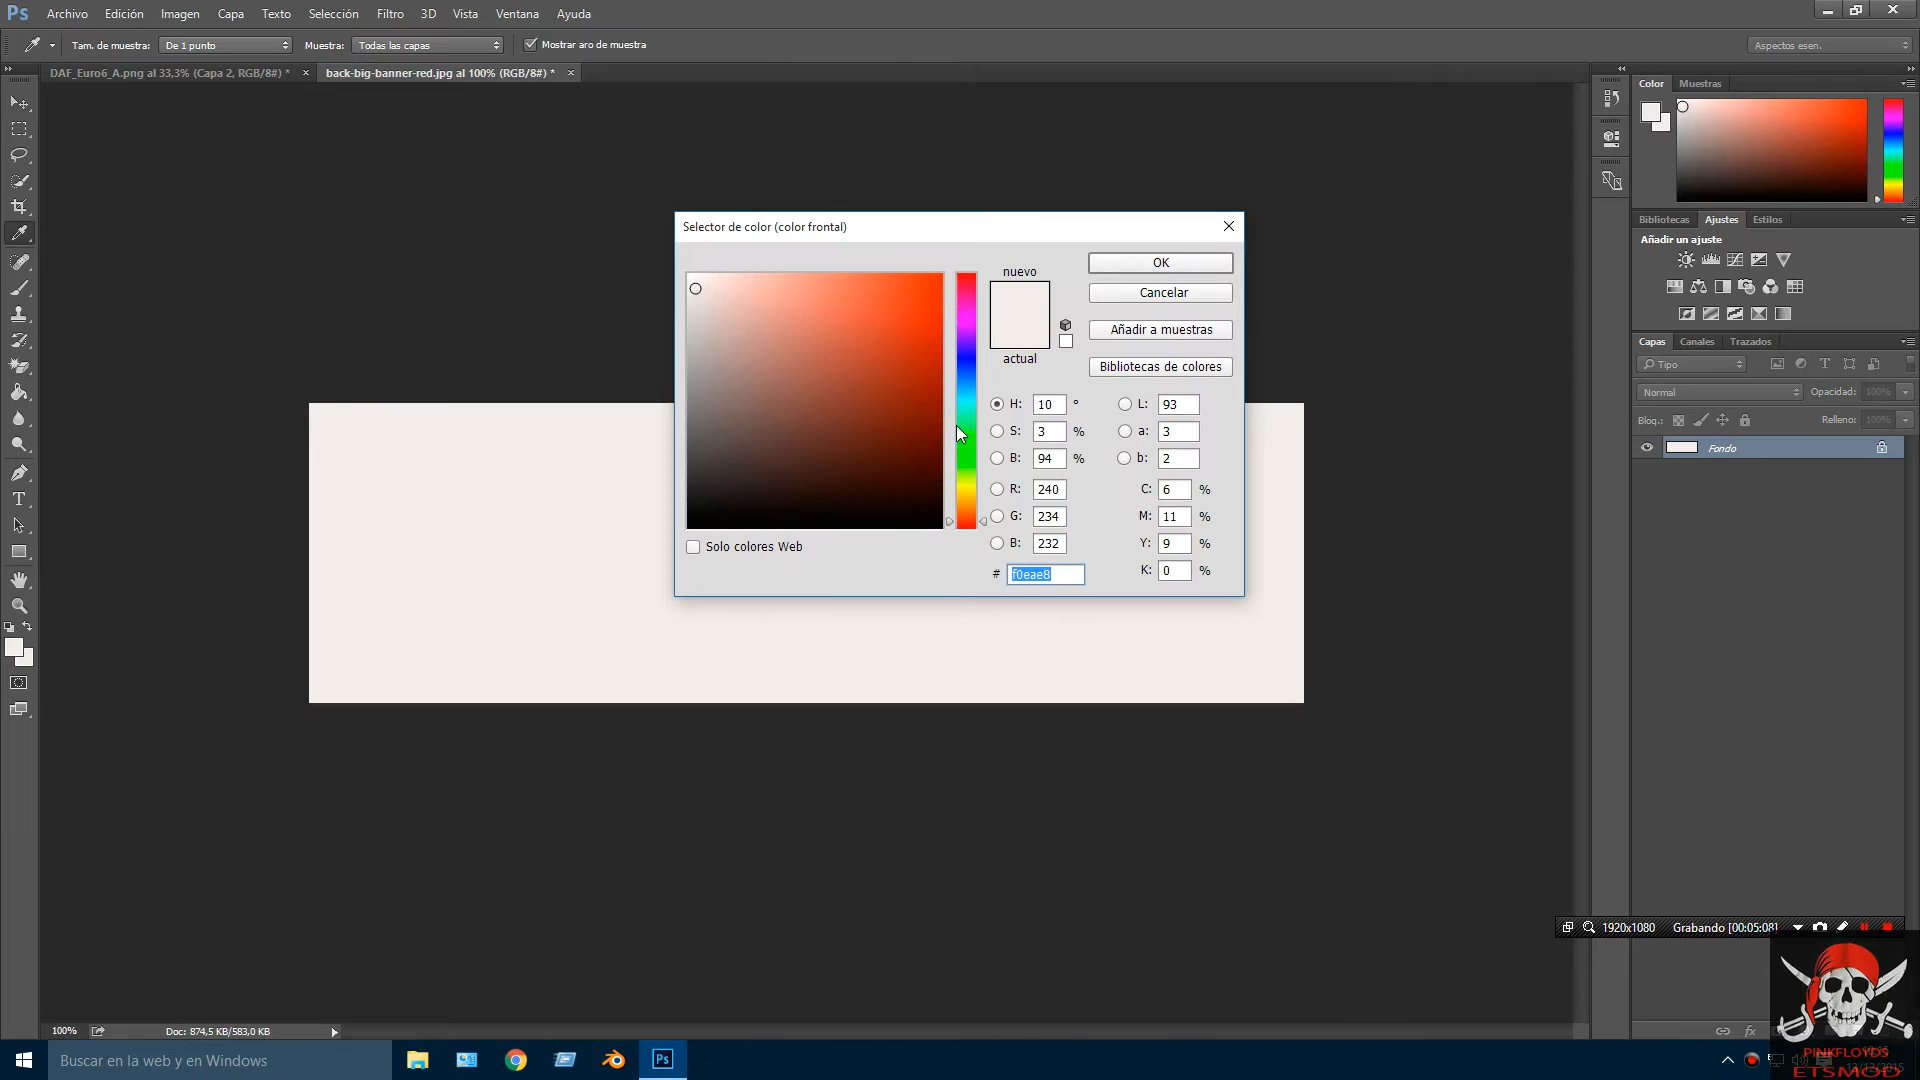 Ps Archivo Edición Imagen Capa Texto Selección Filtro 3D Vista Ventana Ayuda
Tam. de muestra: De 1 punto Muestra: Todas las capas Mostrar aro de muestra Aspectos esen.
DAF_Euro6_A.png al 33,3% (Capa 2, RGB/8#) * × back-big-banner-red.jpg al 100% (RGB/8#) * ×
Color Muestras
Selector de color (color frontal)
nuevo
actual
OK
Cancelar
Añadir a muestras
Bibliotecas de colores
H: 10 ° L: 93
S: 3 % a: 3
B: 94 % b: 2
R: 240 C: 6 %
G: 234 M: 11 %
B: 232 Y: 9 %
# f0eae8 K: 0 %
Solo colores Web
Bibliotecas Ajustes Estilos
Añadir un ajuste
Capas Canales Trazados
Tipo
Normal Opacidad: 100%
Bloq.: Relleno: 100%
Fondo
T
1920x1080 Grabando [00:05:08]
100% Doc: 874,5 KB/583,0 KB
Buscar en la web y en Windows
Ps
PINKFLOYDS
ETSMOD